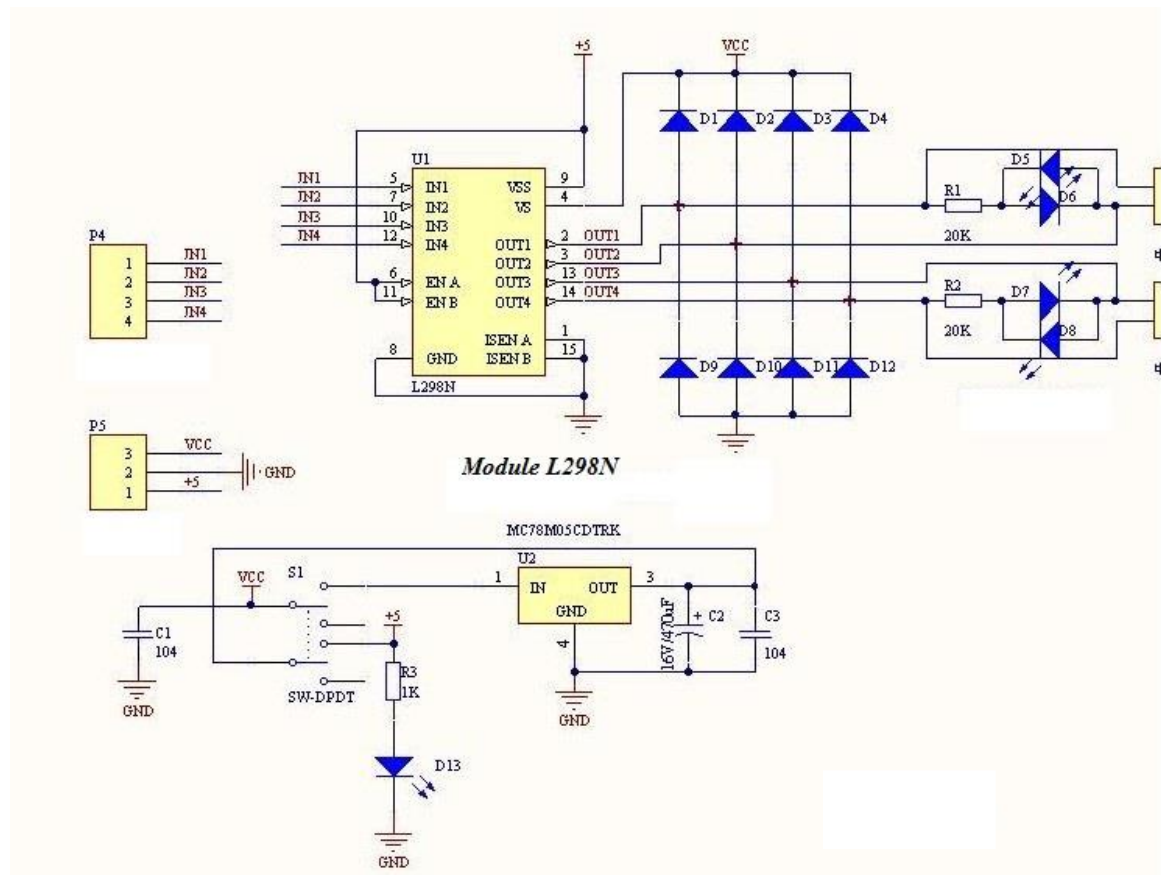 +5
VCC
D1
D2
D3
D4
U1
JN1
5
IN1
VSS
9
JN2
7
IN2
VS
4
JN3
10
IN3
JN4
12
IN4
OUT1
2
OUT1
OUT2
3
OUT2
6
EN A
OUT3
13
OUT3
11
EN B
OUT4
14
OUT4
ISEN A
1
8
GND
ISEN B
15
L298N
D5
R1
D6
20K
R2
D7
20K
D8
D9
D10
D11
D12
P4
1
JN1
2
JN2
3
JN3
4
JN4
P5
3
VCC
2
GND
1
+5
Module L298N
MC78M05CDTRK
U2
S1
VCC
1
IN
OUT
3
GND
4
+5
C1
104
GND
R3
1K
SW-DPDT
16V/470uF
+
C2
C3
104
GND
D13
GND